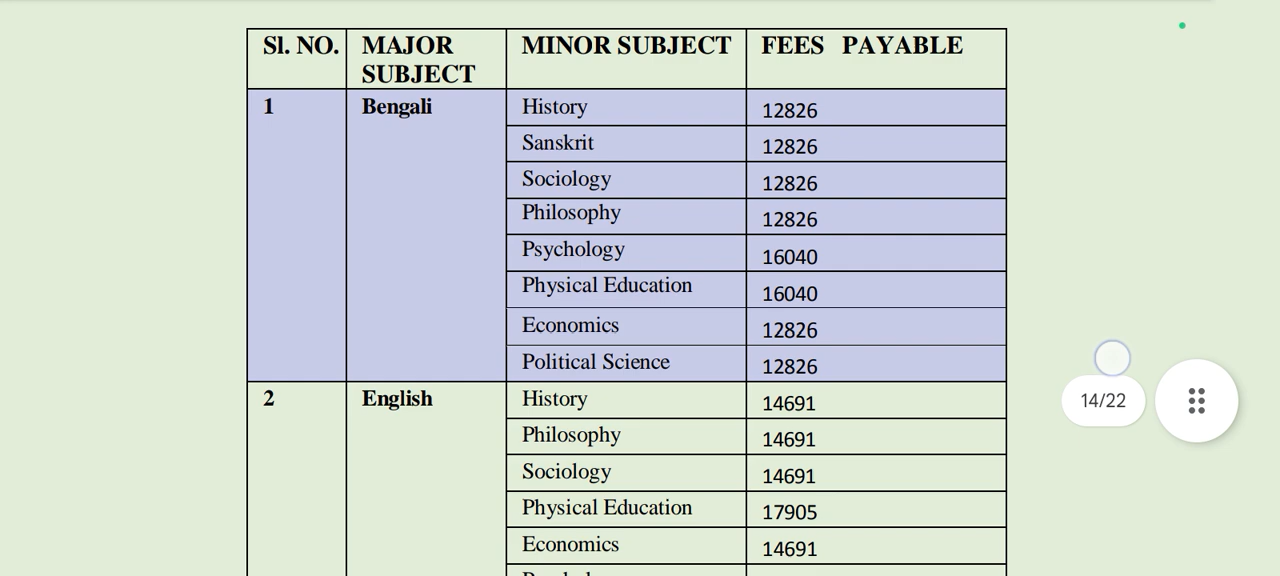 Sl. NO. MAJOR SUBJECT MINOR SUBJECT FEES PAYABLE
1 Bengali History 12826
Sanskrit 12826
Sociology 12826
Philosophy 12826
Psychology 16040
Physical Education 16040
Economics 12826
Political Science 12826
2 English History 14691
Philosophy 14691
Sociology 14691
Physical Education 17905
Economics 14691
14/22